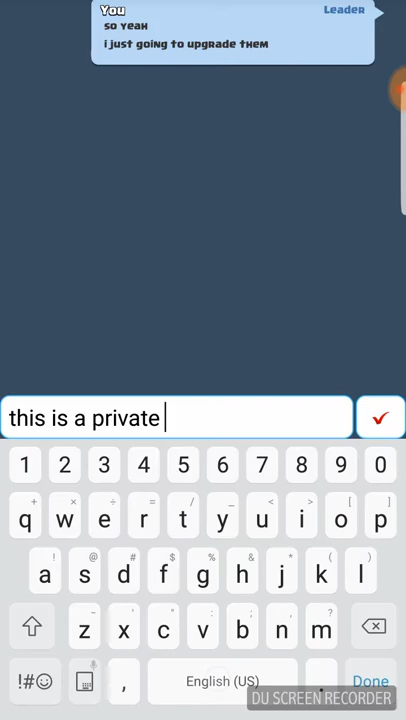 You
Leader
so yeah
i just going to upgrade them
this is a private
1 2 3 4 5 6 7 8 9 0
+ × ÷ = / _ < > [ ]
q w e r t y u i o p
! @ # $ % & * ( )
a s d f g h j k l
- ' " : ; , ?
z x c v b n m
!#☺ , English (US) . Done
DU SCREEN RECORDER